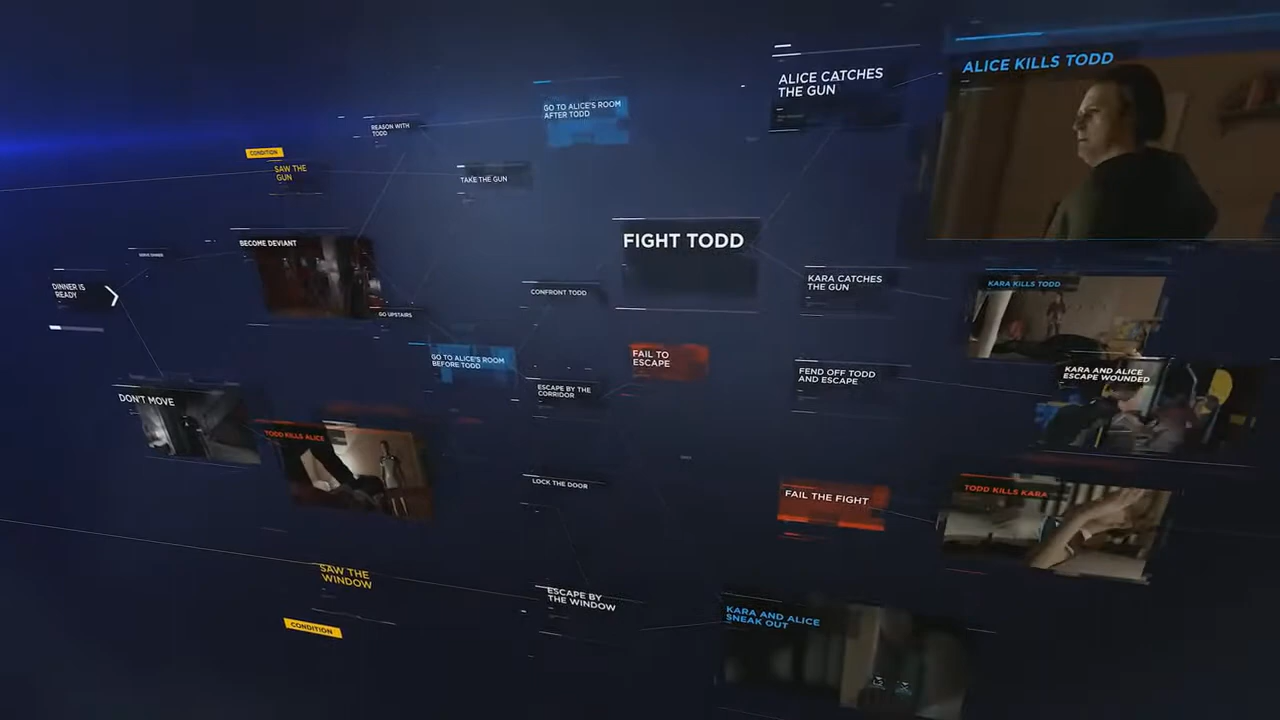 ALICE KILLS TODD
ALICE CATCHES
THE GUN
GO TO ALICE'S ROOM
AFTER TODD
REASON WITH
TODD
CONDITION
SAW THE
GUN
TAKE THE GUN
FIGHT TODD
BECOME DEVIANT
SERVE DINNER
DINNER IS
READY
KARA CATCHES
THE GUN
KARA KILLS TODD
CONFRONT TODD
GO UPSTAIRS
GO TO ALICE'S ROOM
BEFORE TODD
FAIL TO
ESCAPE
FEND OFF TODD
AND ESCAPE
KARA AND ALICE
ESCAPE WOUNDED
ESCAPE BY THE
CORRIDOR
DON'T MOVE
TODD KILLS ALICE
LOCK THE DOOR
FAIL THE FIGHT
TODD KILLS KARA
SAW THE
WINDOW
CONDITION
ESCAPE BY
THE WINDOW
KARA AND ALICE
SNEAK OUT